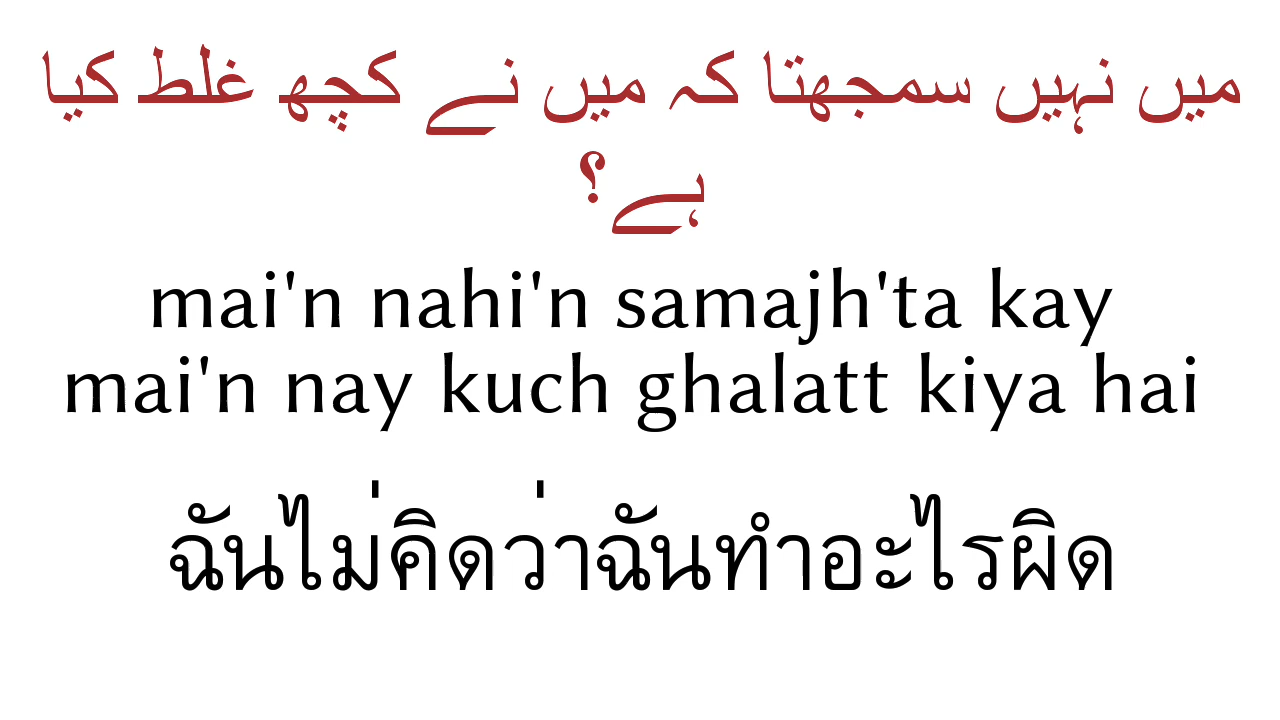 میں نہیں سمجھتا کہ میں نے کچھ غلط کیا
ہے؟
mai'n nahi'n samajh'ta kay
mai'n nay kuch ghalatt kiya hai
ฉันไม่คิดว่าฉันทำอะไรผิด